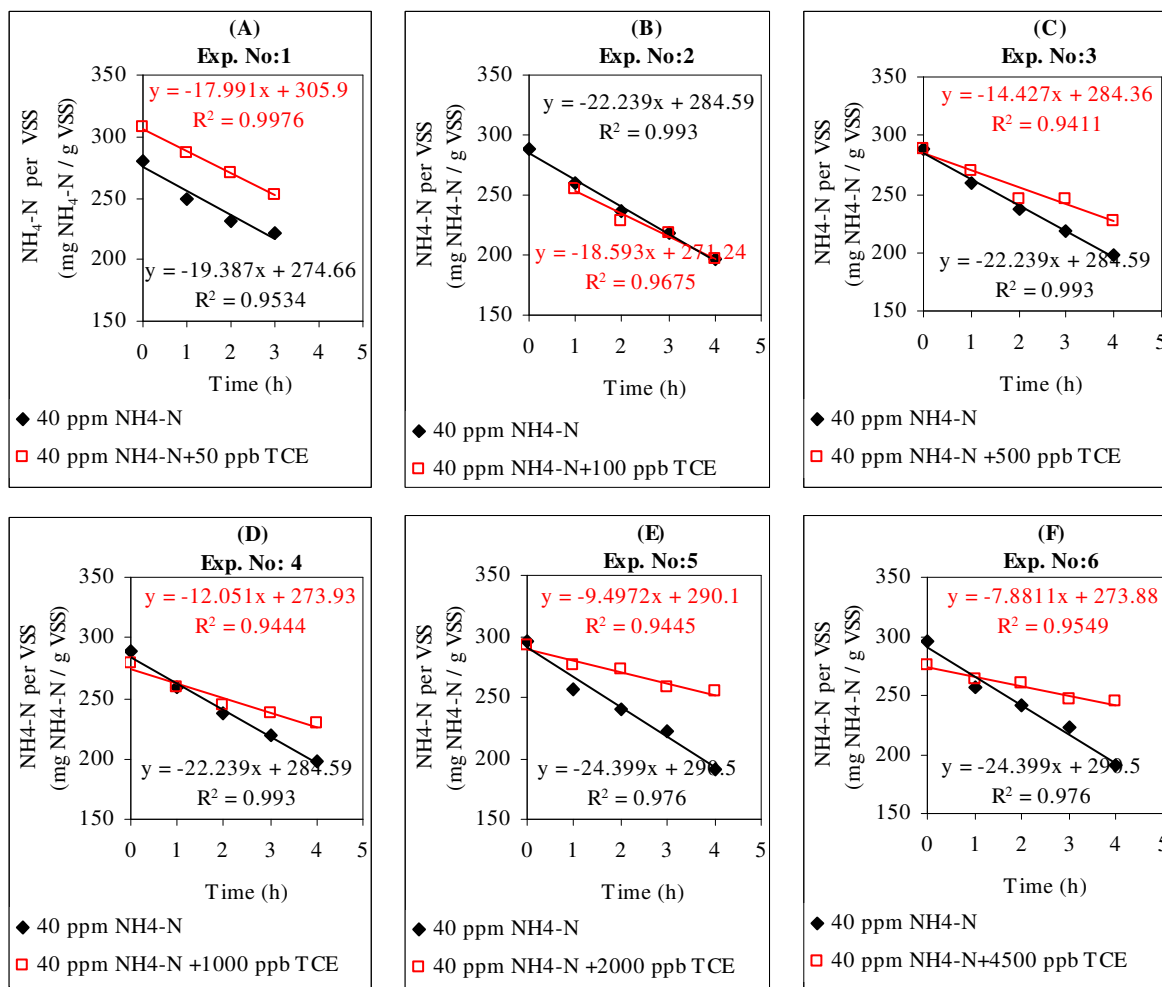 (A)
Exp. No:1
NH₄-N per VSS
(mg NH₄-N / g VSS)
350
300
250
200
150
y = -17.991x + 305.9
R² = 0.9976
y = -19.387x + 274.66
R² = 0.9534
0 1 2 3 4 5
Time (h)
40 ppm NH4-N
40 ppm NH4-N+50 ppb TCE
(B)
Exp. No:2
NH4-N per VSS
(mg NH4-N / g VSS)
350
300
250
200
150
y = -22.239x + 284.59
R² = 0.993
y = -18.593x + 271.24
R² = 0.9675
0 1 2 3 4 5
Time (h)
40 ppm NH4-N
40 ppm NH4-N+100 ppb TCE
(C)
Exp. No:3
NH4-N per VSS
(mg NH4-N / g VSS)
350
300
250
200
150
y = -14.427x + 284.36
R² = 0.9411
y = -22.239x + 284.59
R² = 0.993
0 1 2 3 4 5
Time (h)
40 ppm NH4-N
40 ppm NH4-N +500 ppb TCE
(D)
Exp. No: 4
NH4-N per VSS
(mg NH4-N / g VSS)
350
300
250
200
150
y = -12.051x + 273.93
R² = 0.9444
y = -22.239x + 284.59
R² = 0.993
0 1 2 3 4 5
Time (h)
40 ppm NH4-N
40 ppm NH4-N +1000 ppb TCE
(E)
Exp. No:5
NH4-N per VSS
(mg NH4-N / g VSS)
350
300
250
200
150
y = -9.4972x + 290.1
R² = 0.9445
y = -24.399x + 290.5
R² = 0.976
0 1 2 3 4 5
Time (h)
40 ppm NH4-N
40 ppm NH4-N +2000 ppb TCE
(F)
Exp. No:6
NH4-N per VSS
(mg NH4-N / g VSS)
350
300
250
200
150
y = -7.8811x + 273.88
R² = 0.9549
y = -24.399x + 290.5
R² = 0.976
0 1 2 3 4 5
Time (h)
40 ppm NH4-N
40 ppm NH4-N+4500 ppb TCE